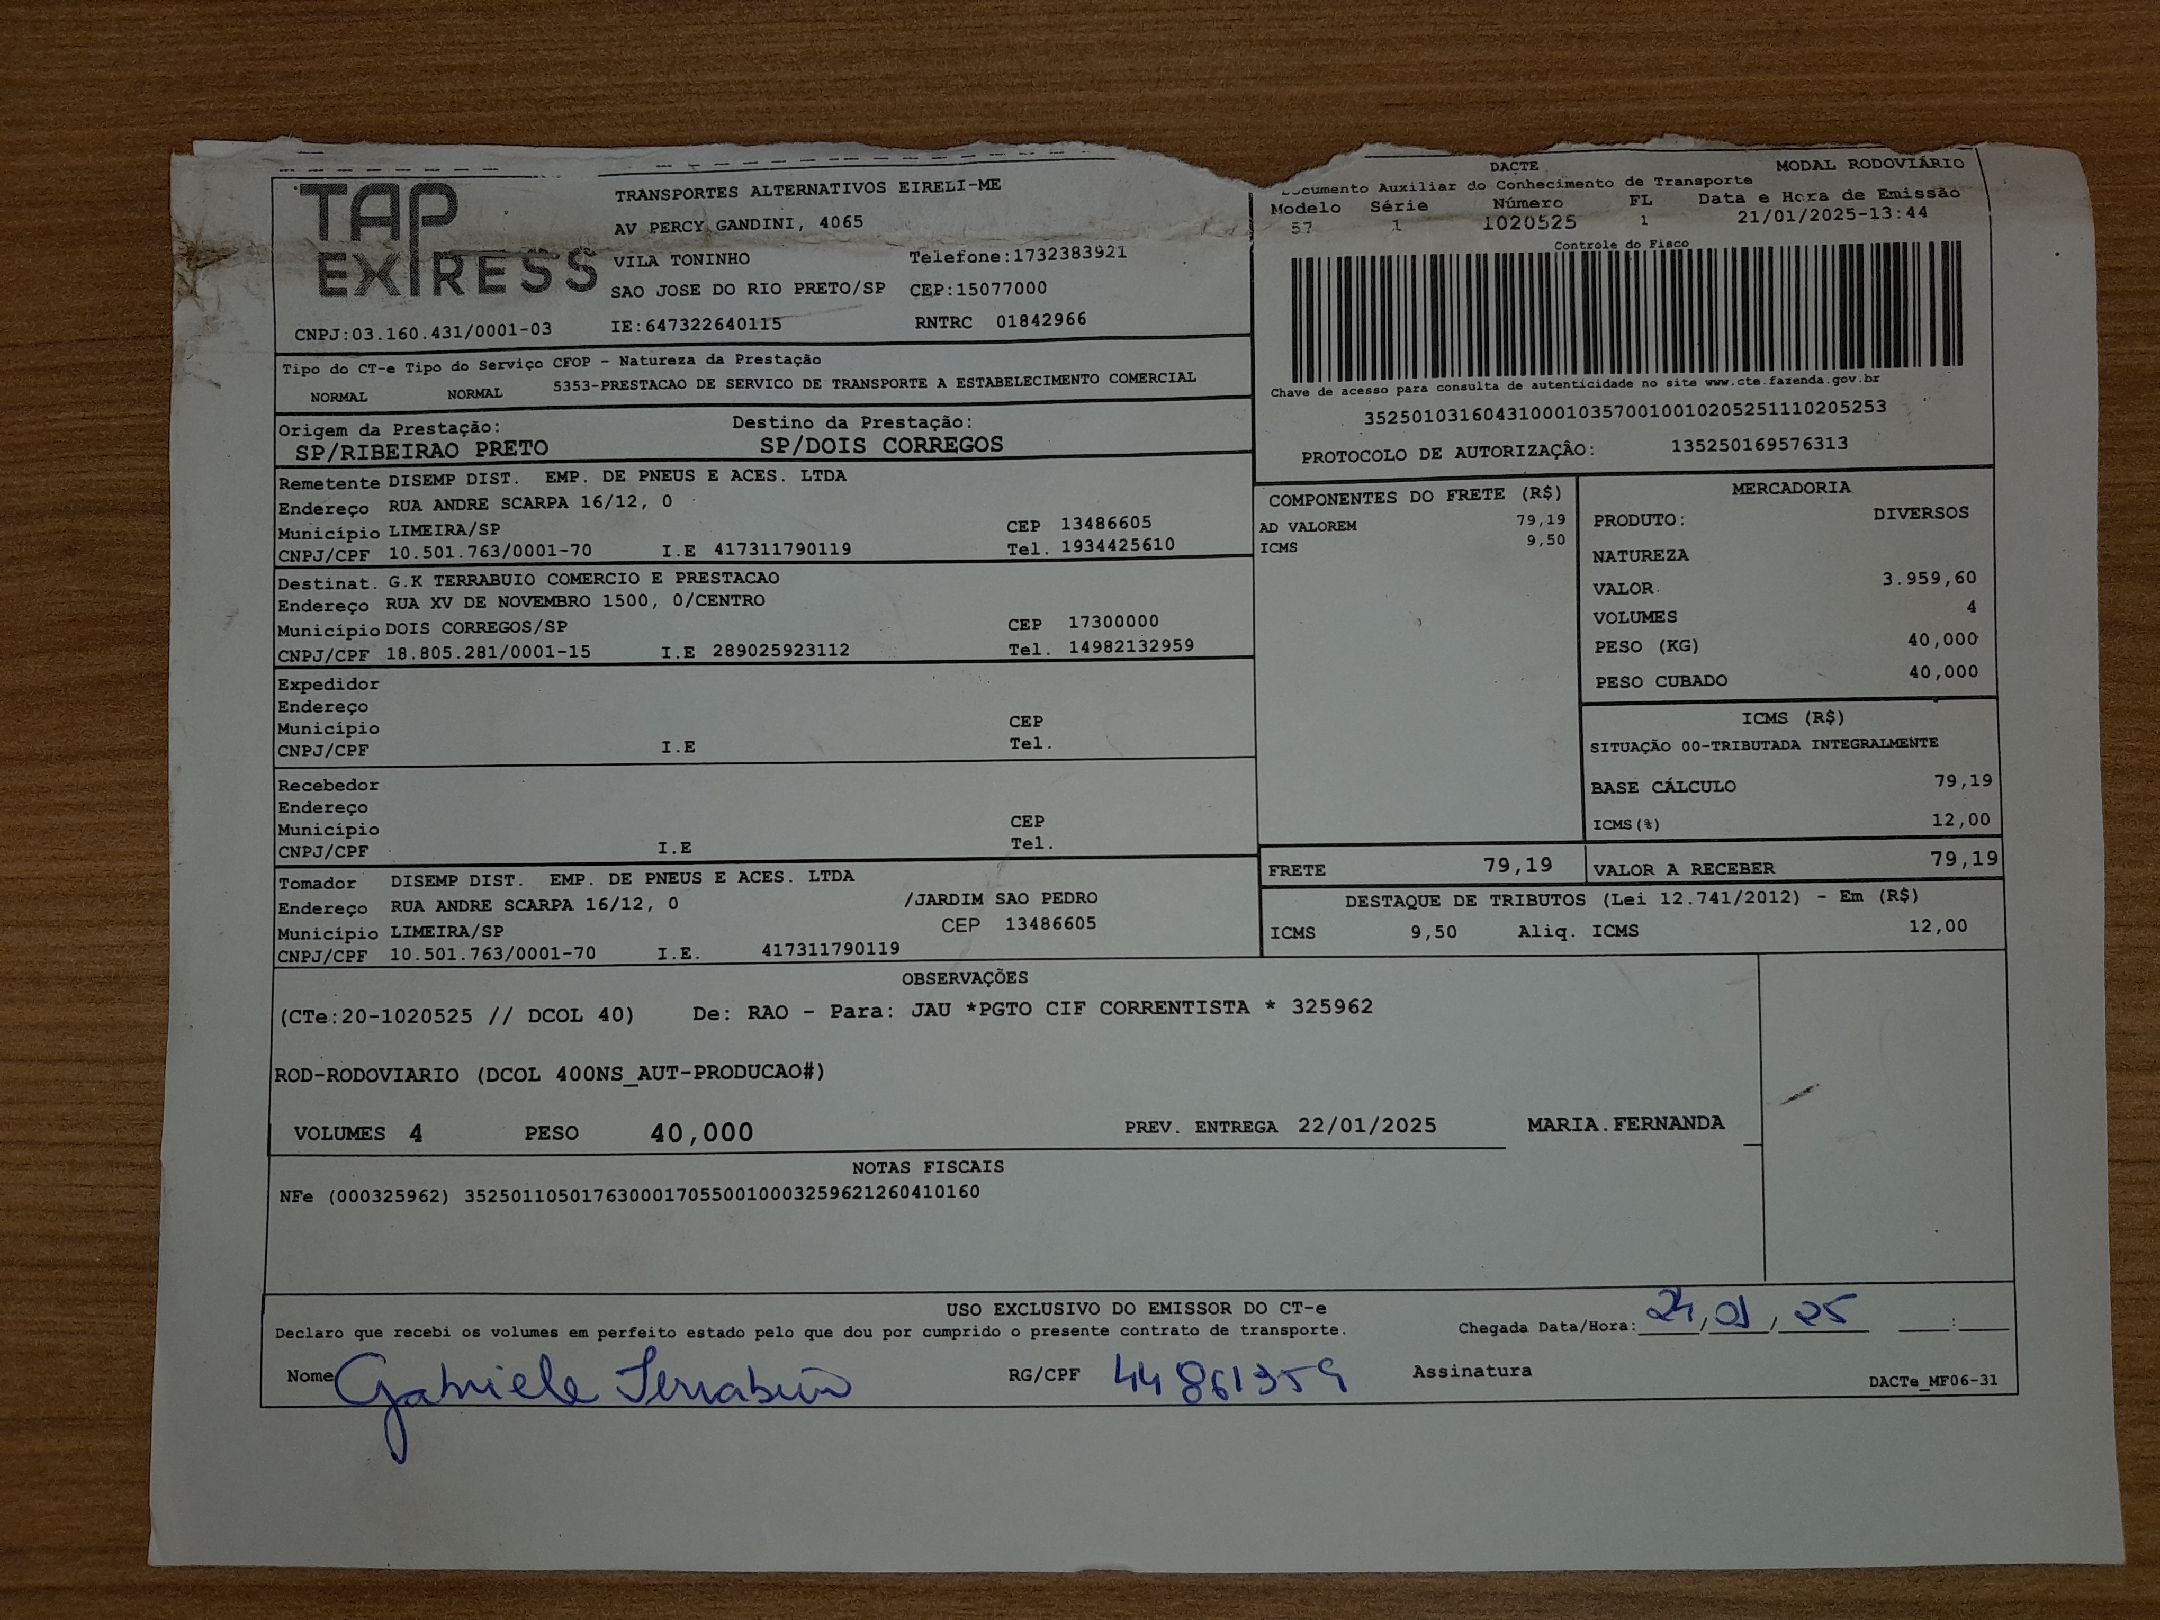 DACTE MODAL RODOVIÁRIO
TAP EXPRESS
TRANSPORTES ALTERNATIVOS EIRELI-ME
AV PERCY GANDINI, 4065
VILA TONINHO Telefone:1732383921
SAO JOSE DO RIO PRETO/SP CEP:15077000
CNPJ:03.160.431/0001-03 IE:647322640115 RNTRC 01842966
Auxiliar do Conhecimento de Transporte
Modelo Série Número FL Data e Hora de Emissão
57 1 1020525 1 21/01/2025-13:44
Controle do Fisco
Chave de acesso para consulta de autenticidade no site www.cte.fazenda.gov.br
35250103160431000103570010010205251110205253
PROTOCOLO DE AUTORIZAÇÂO: 135250169576313
Tipo do CT-e Tipo do Serviço CFOP - Natureza da Prestação
NORMAL NORMAL 5353-PRESTACAO DE SERVICO DE TRANSPORTE A ESTABELECIMENTO COMERCIAL
Origem da Prestação: Destino da Prestação:
SP/RIBEIRAO PRETO SP/DOIS CORREGOS
Remetente DISEMP DIST. EMP. DE PNEUS E ACES. LTDA
Endereço RUA ANDRE SCARPA 16/12, 0
Município LIMEIRA/SP CEP 13486605
CNPJ/CPF 10.501.763/0001-70 I.E 417311790119 Tel. 1934425610
Destinat. G.K TERRABUIO COMERCIO E PRESTACAO
Endereço RUA XV DE NOVEMBRO 1500, 0/CENTRO
Município DOIS CORREGOS/SP CEP 17300000
CNPJ/CPF 18.805.281/0001-15 I.E 289025923112 Tel. 14982132959
Expedidor
Endereço
Município CEP
CNPJ/CPF I.E Tel.
Recebedor
Endereço
Município CEP
CNPJ/CPF I.E Tel.
Tomador DISEMP DIST. EMP. DE PNEUS E ACES. LTDA
Endereço RUA ANDRE SCARPA 16/12, 0 /JARDIM SAO PEDRO
Município LIMEIRA/SP CEP 13486605
CNPJ/CPF 10.501.763/0001-70 I.E. 417311790119
COMPONENTES DO FRETE (R$)
AD VALOREM 79,19
ICMS 9,50
MERCADORIA
PRODUTO: DIVERSOS
NATUREZA
VALOR 3.959,60
VOLUMES 4
PESO (KG) 40,000
PESO CUBADO 40,000
ICMS (R$)
SITUAÇÃO 00-TRIBUTADA INTEGRALMENTE
BASE CÁLCULO 79,19
ICMS(%) 12,00
FRETE 79,19 VALOR A RECEBER 79,19
DESTAQUE DE TRIBUTOS (Lei 12.741/2012) - Em (R$)
ICMS 9,50 Aliq. ICMS 12,00
OBSERVAÇÕES
(CTe:20-1020525 // DCOL 40) De: RAO - Para: JAU *PGTO CIF CORRENTISTA * 325962
ROD-RODOVIARIO (DCOL 400NS_AUT-PRODUCAO#)
VOLUMES 4 PESO 40,000 PREV. ENTREGA 22/01/2025 MARIA.FERNANDA
NOTAS FISCAIS
NFe (000325962) 35250110501763000170550010003259621260410160
USO EXCLUSIVO DO EMISSOR DO CT-e
Declaro que recebi os volumes em perfeito estado pelo que dou por cumprido o presente contrato de transporte. Chegada Data/Hora: 24/01/25 :
Nome Gabriele Terrabuio RG/CPF 44861359 Assinatura
DACTe_MF06-31